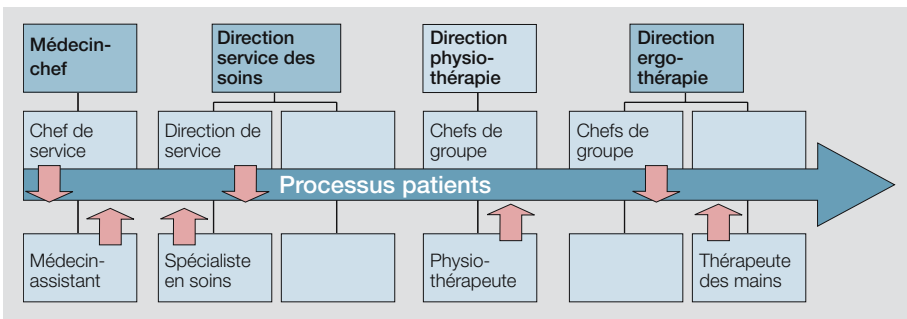 Médecin-
chef
Direction
service des
soins
Direction
physio-
thérapie
Direction
ergo-
thérapie
Chef de
service
Direction de
service
Chefs de
groupe
Chefs de
groupe
Processus patients
Médecin-
assistant
Spécialiste
en soins
Physio-
thérapeute
Thérapeute
des mains